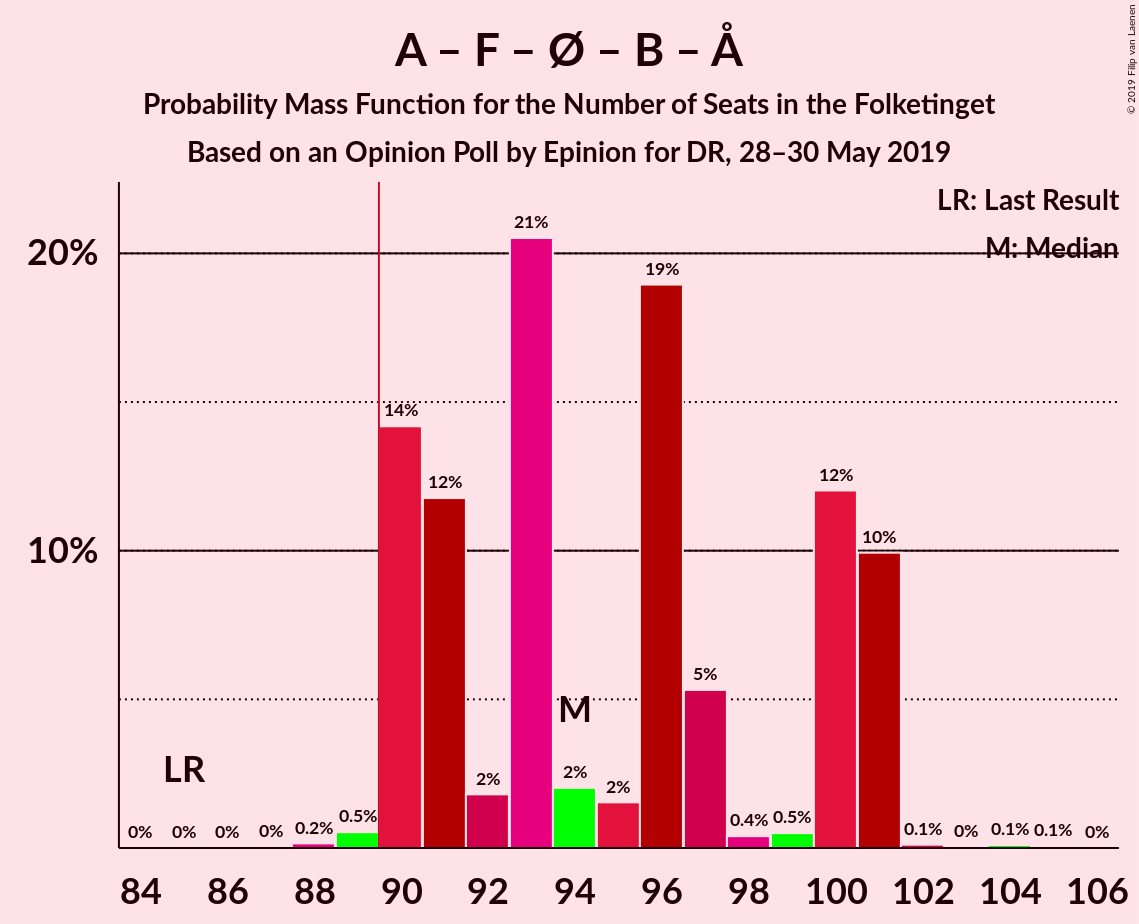 A – F – Ø – B – Å
Probability Mass Function for the Number of Seats in the Folketinget
Based on an Opinion Poll by Epinion for DR, 28–30 May 2019
© 2019 Filip van Laenen
LR: Last Result
M: Median
20%
10%
0%
0%
0%
0%
0.2%
0.5%
14%
12%
2%
21%
2%
2%
19%
5%
0.4%
0.5%
12%
10%
0.1%
0%
0.1%
0.1%
0%
LR
M
84 86 88 90 92 94 96 98 100 102 104 106